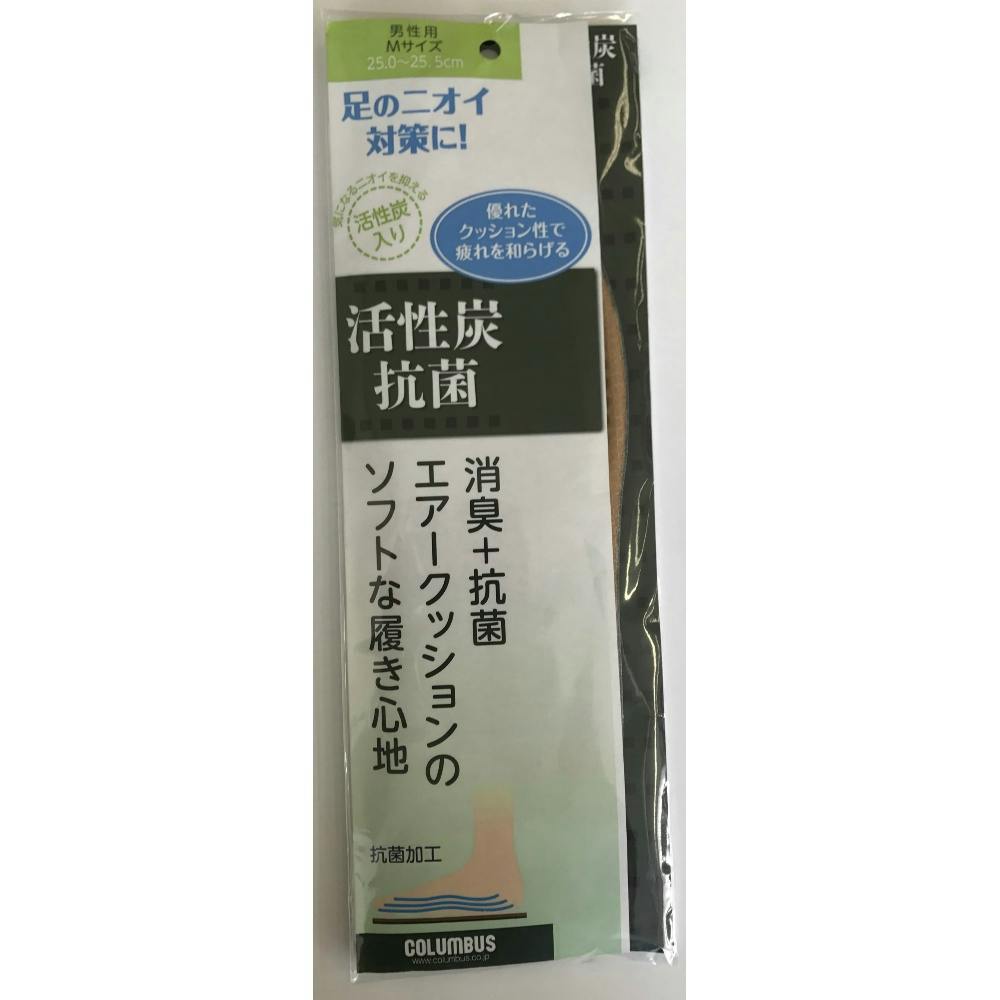 男性用
Mサイズ
25.0～25.5cm
炭
菌
足のニオイ
対策に!
気になるニオイを抑える
活性炭
入り
優れた
クッション性で
疲れを和らげる
活性炭
抗菌
消臭+抗菌
エアークッションの
ソフトな履き心地
抗菌加工
COLUMBUS
www.columbus.co.jp